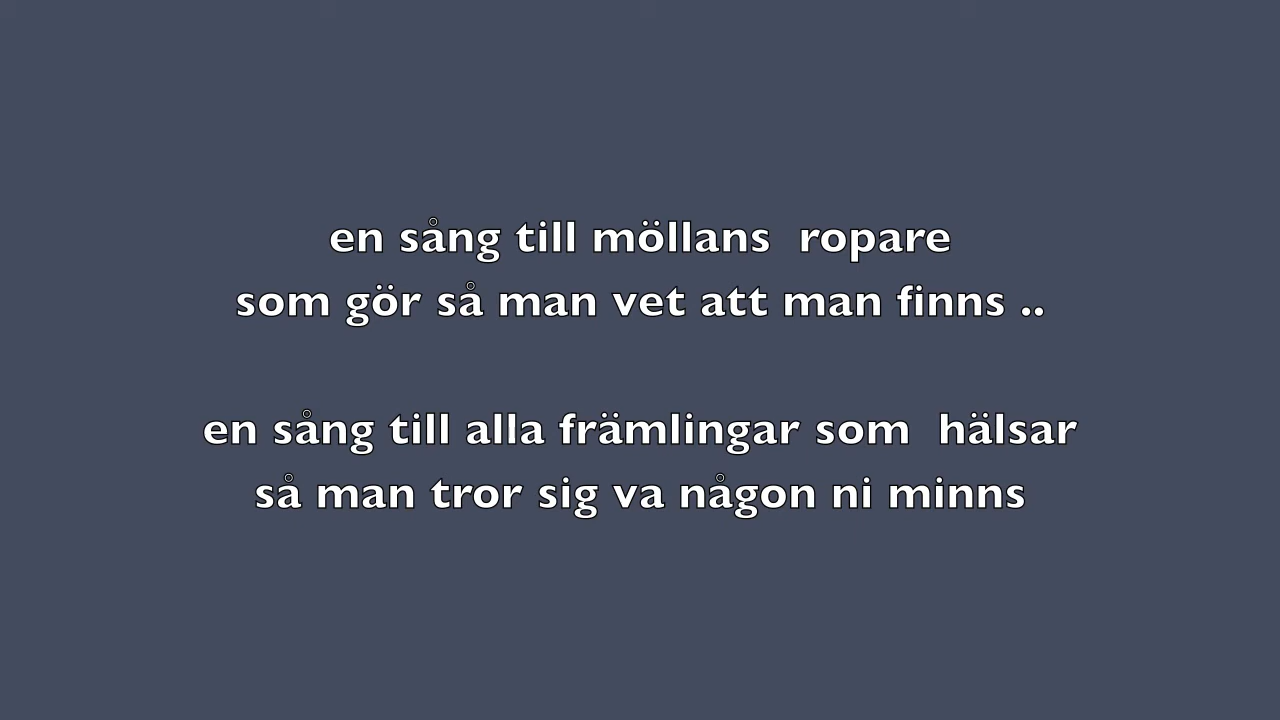 en sång till möllans ropare
som gör så man vet att man finns ..
en sång till alla främlingar som hälsar
så man tror sig va någon ni minns